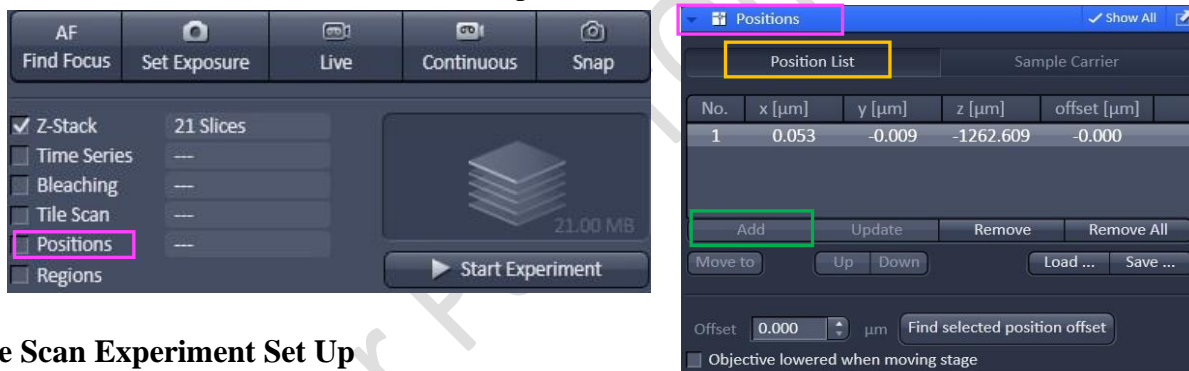 AF
Find Focus
Set Exposure
Live
Continuous
Snap
Z-Stack 21 Slices
Time Series ---
Bleaching ---
Tile Scan ---
Positions ---
Regions
21.00 MB
Start Experiment
Positions Show All
Position List Sample Carrier
No. x [µm] y [µm] z [µm] offset [µm]
1 0.053 -0.009 -1262.609 -0.000
Add Update Remove Remove All
Move to Up Down Load ... Save ...
Offset 0.000 µm Find selected position offset
Objective lowered when moving stage
e Scan Experiment Set Up